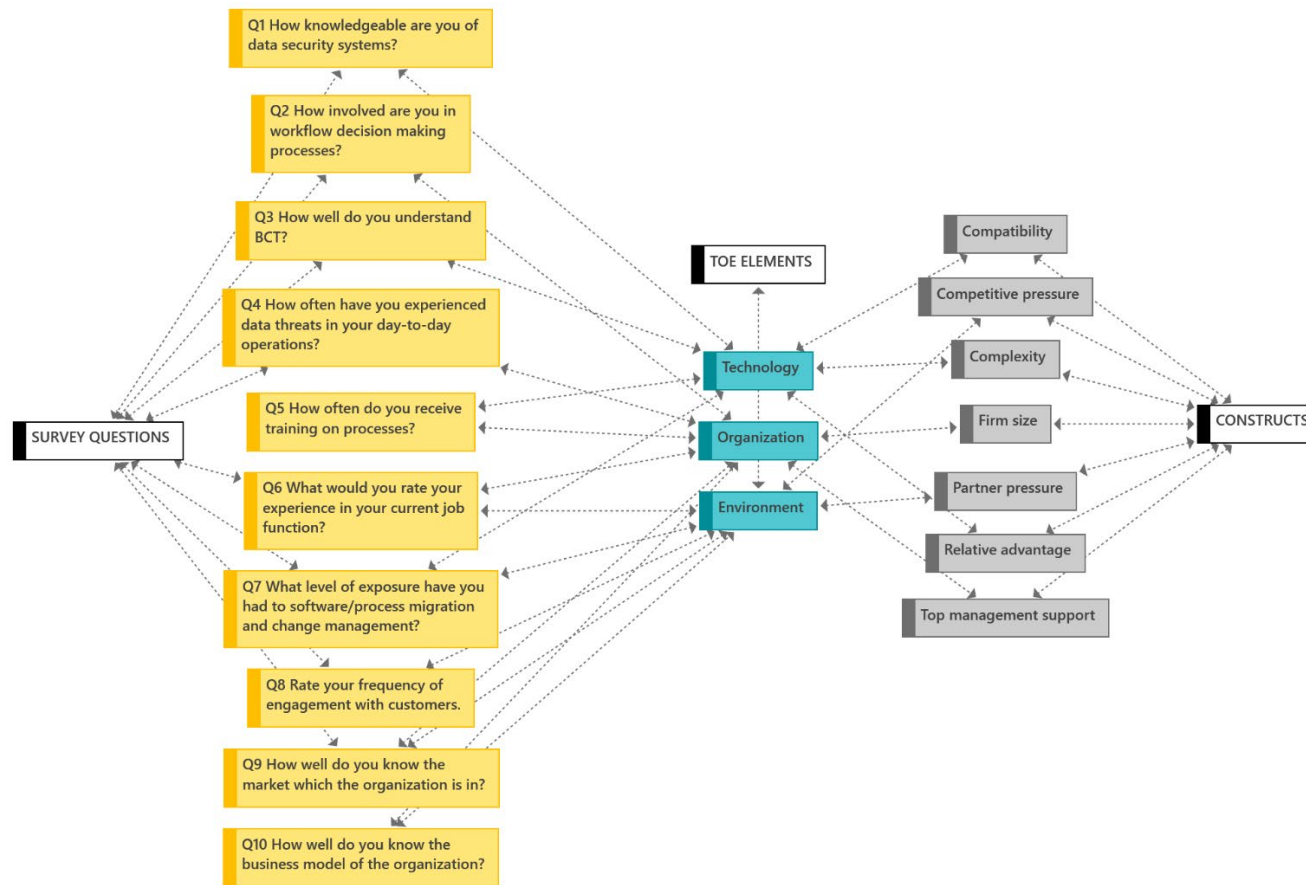 Q1 How knowledgeable are you of
data security systems?
Q2 How involved are you in
workflow decision making
processes?
Q3 How well do you understand
BCT?
Q4 How often have you experienced
data threats in your day-to-day
operations?
Q5 How often do you receive
training on processes?
SURVEY QUESTIONS
Q6 What would you rate your
experience in your current job
function?
Q7 What level of exposure have you
had to software/process migration
and change management?
Q8 Rate your frequency of
engagement with customers.
Q9 How well do you know the
market which the organization is in?
Q10 How well do you know the
business model of the organization?
TOE ELEMENTS
Technology
Organization
Environment
Compatibility
Competitive pressure
Complexity
Firm size
Partner pressure
Relative advantage
Top management support
CONSTRUCTS